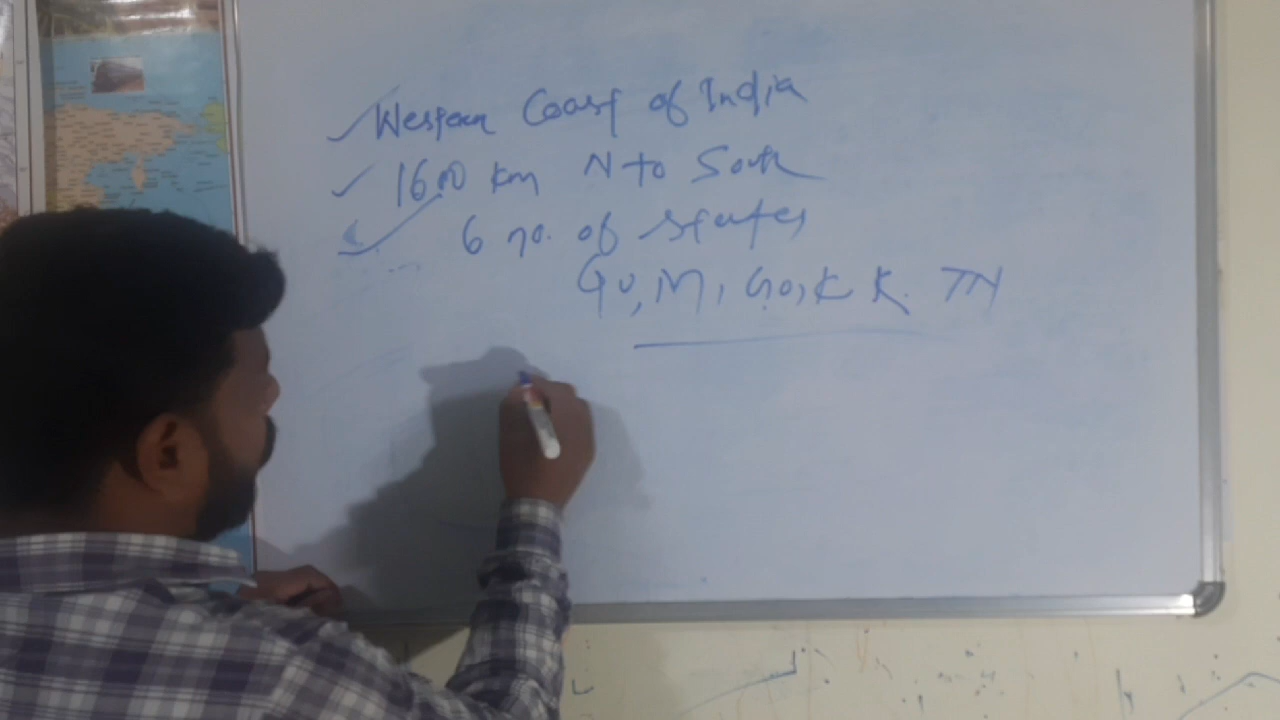 Western Coast of India
1600 km N to South
6 no. of states
Gu, M, Go, K K. TN